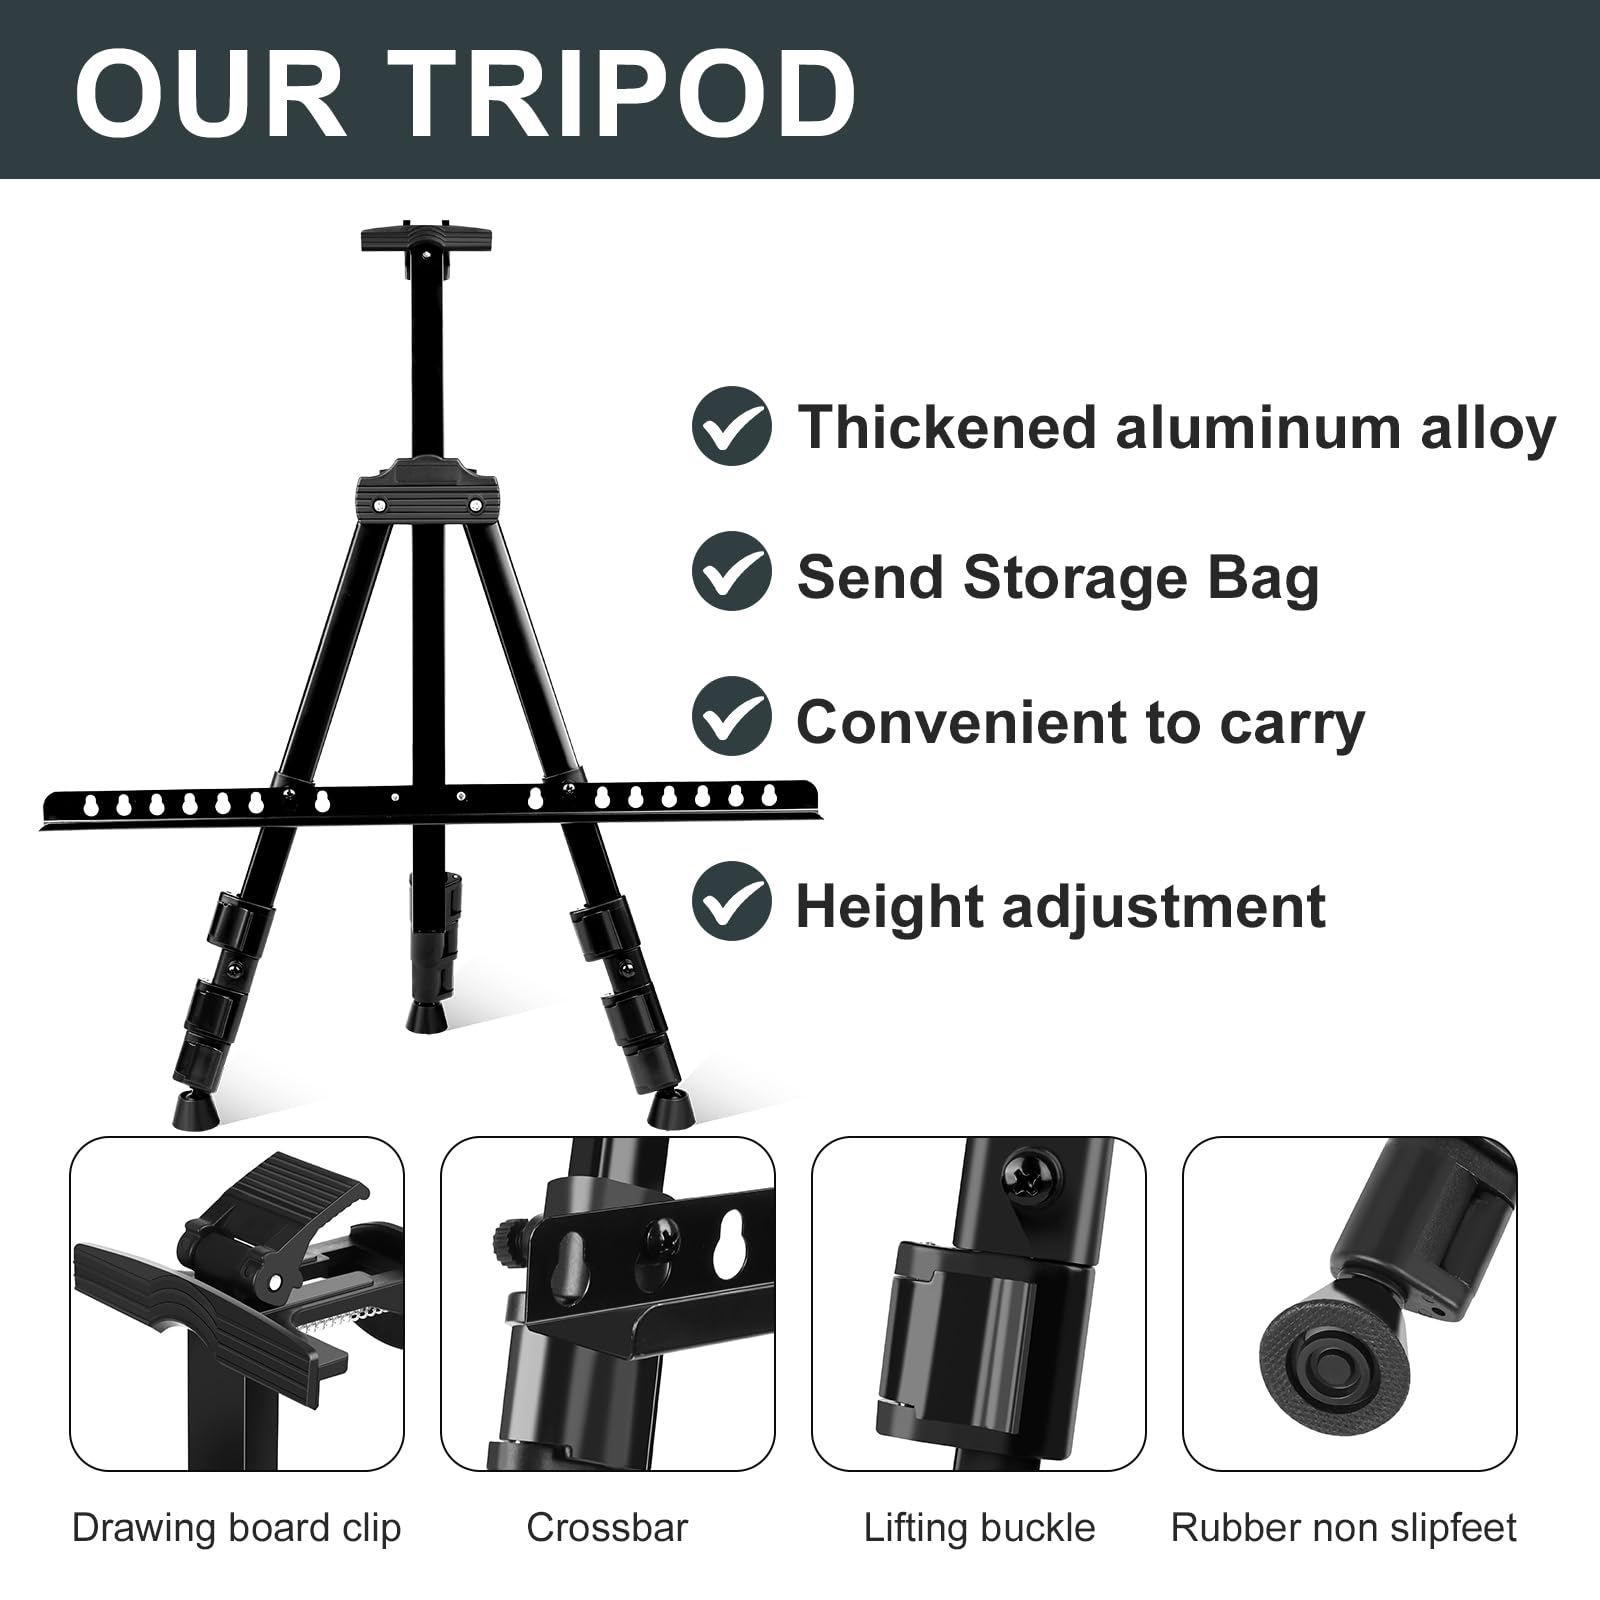 OUR TRIPOD
Thickened aluminum alloy
Send Storage Bag
Convenient to carry
Height adjustment
Drawing board clip
Crossbar
Lifting buckle
Rubber non slipfeet